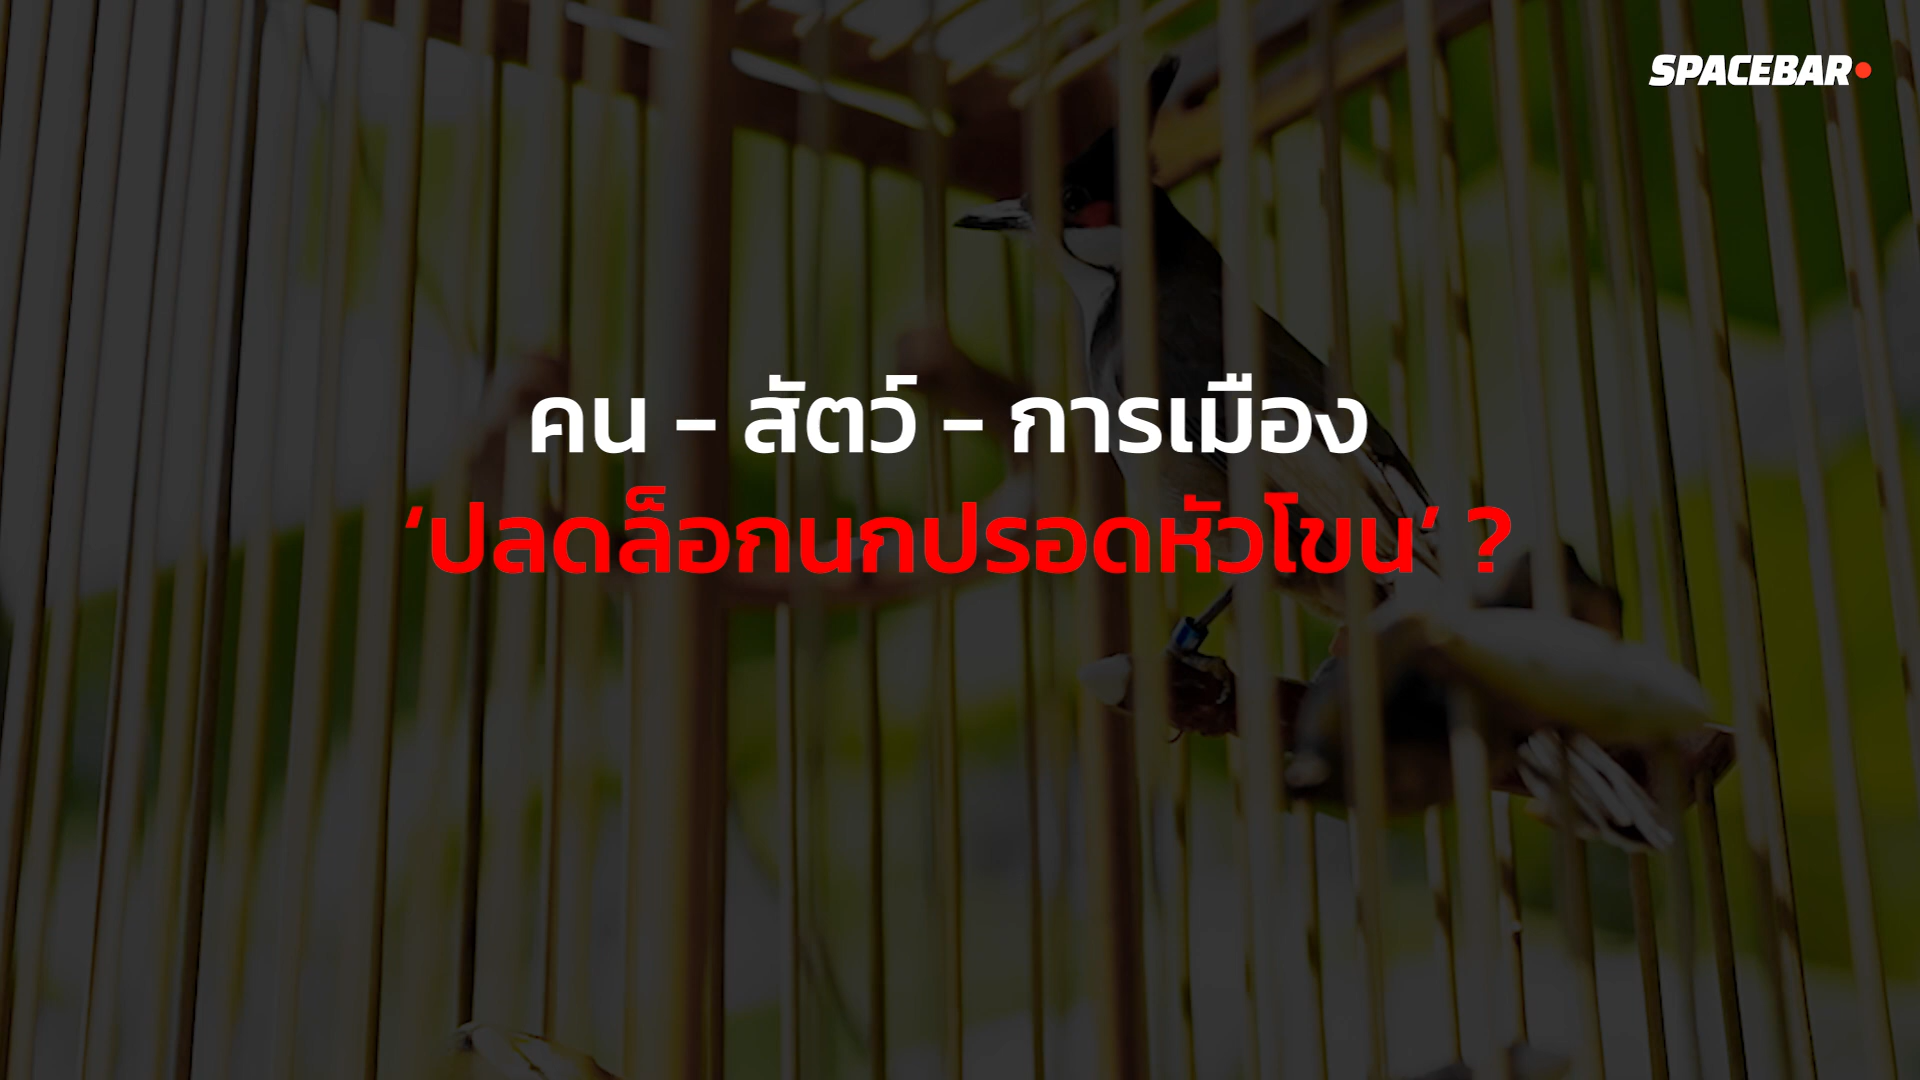 SPACEBAR
คน – สัตว์ – การเมือง
‘ปลดล็อกนกปรอดหัวโขน’ ?